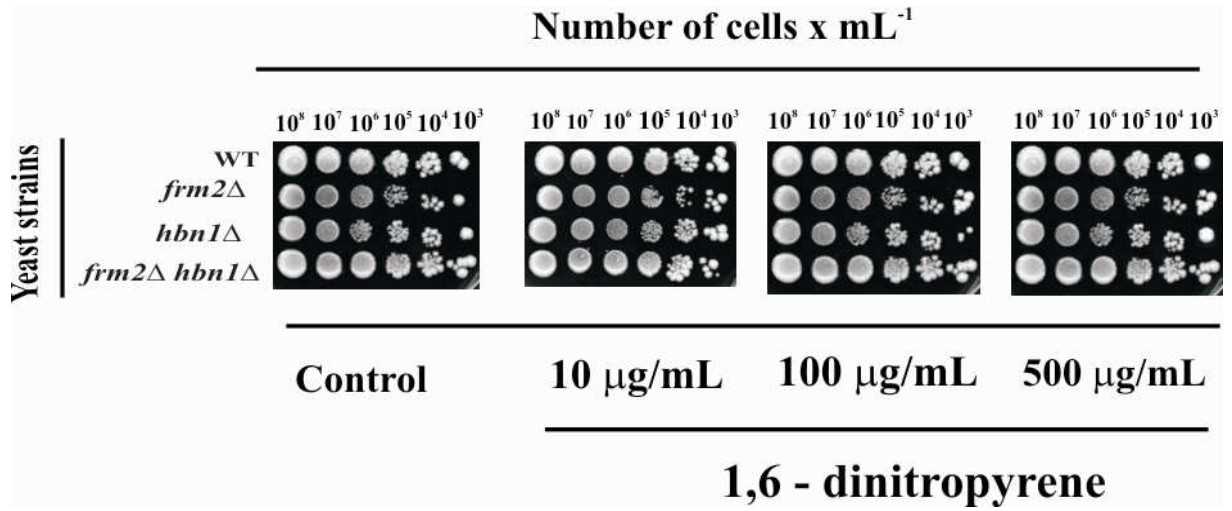 Number of cells x mL⁻¹
10⁸ 10⁷ 10⁶ 10⁵ 10⁴ 10³ 10⁸ 10⁷ 10⁶ 10⁵ 10⁴ 10³ 10⁸ 10⁷ 10⁶ 10⁵ 10⁴ 10³ 10⁸ 10⁷ 10⁶ 10⁵ 10⁴ 10³
Yeast strains
WT
frm2Δ
hbn1Δ
frm2Δ hbn1Δ
Control 10 μg/mL 100 μg/mL 500 μg/mL
1,6 - dinitropyrene